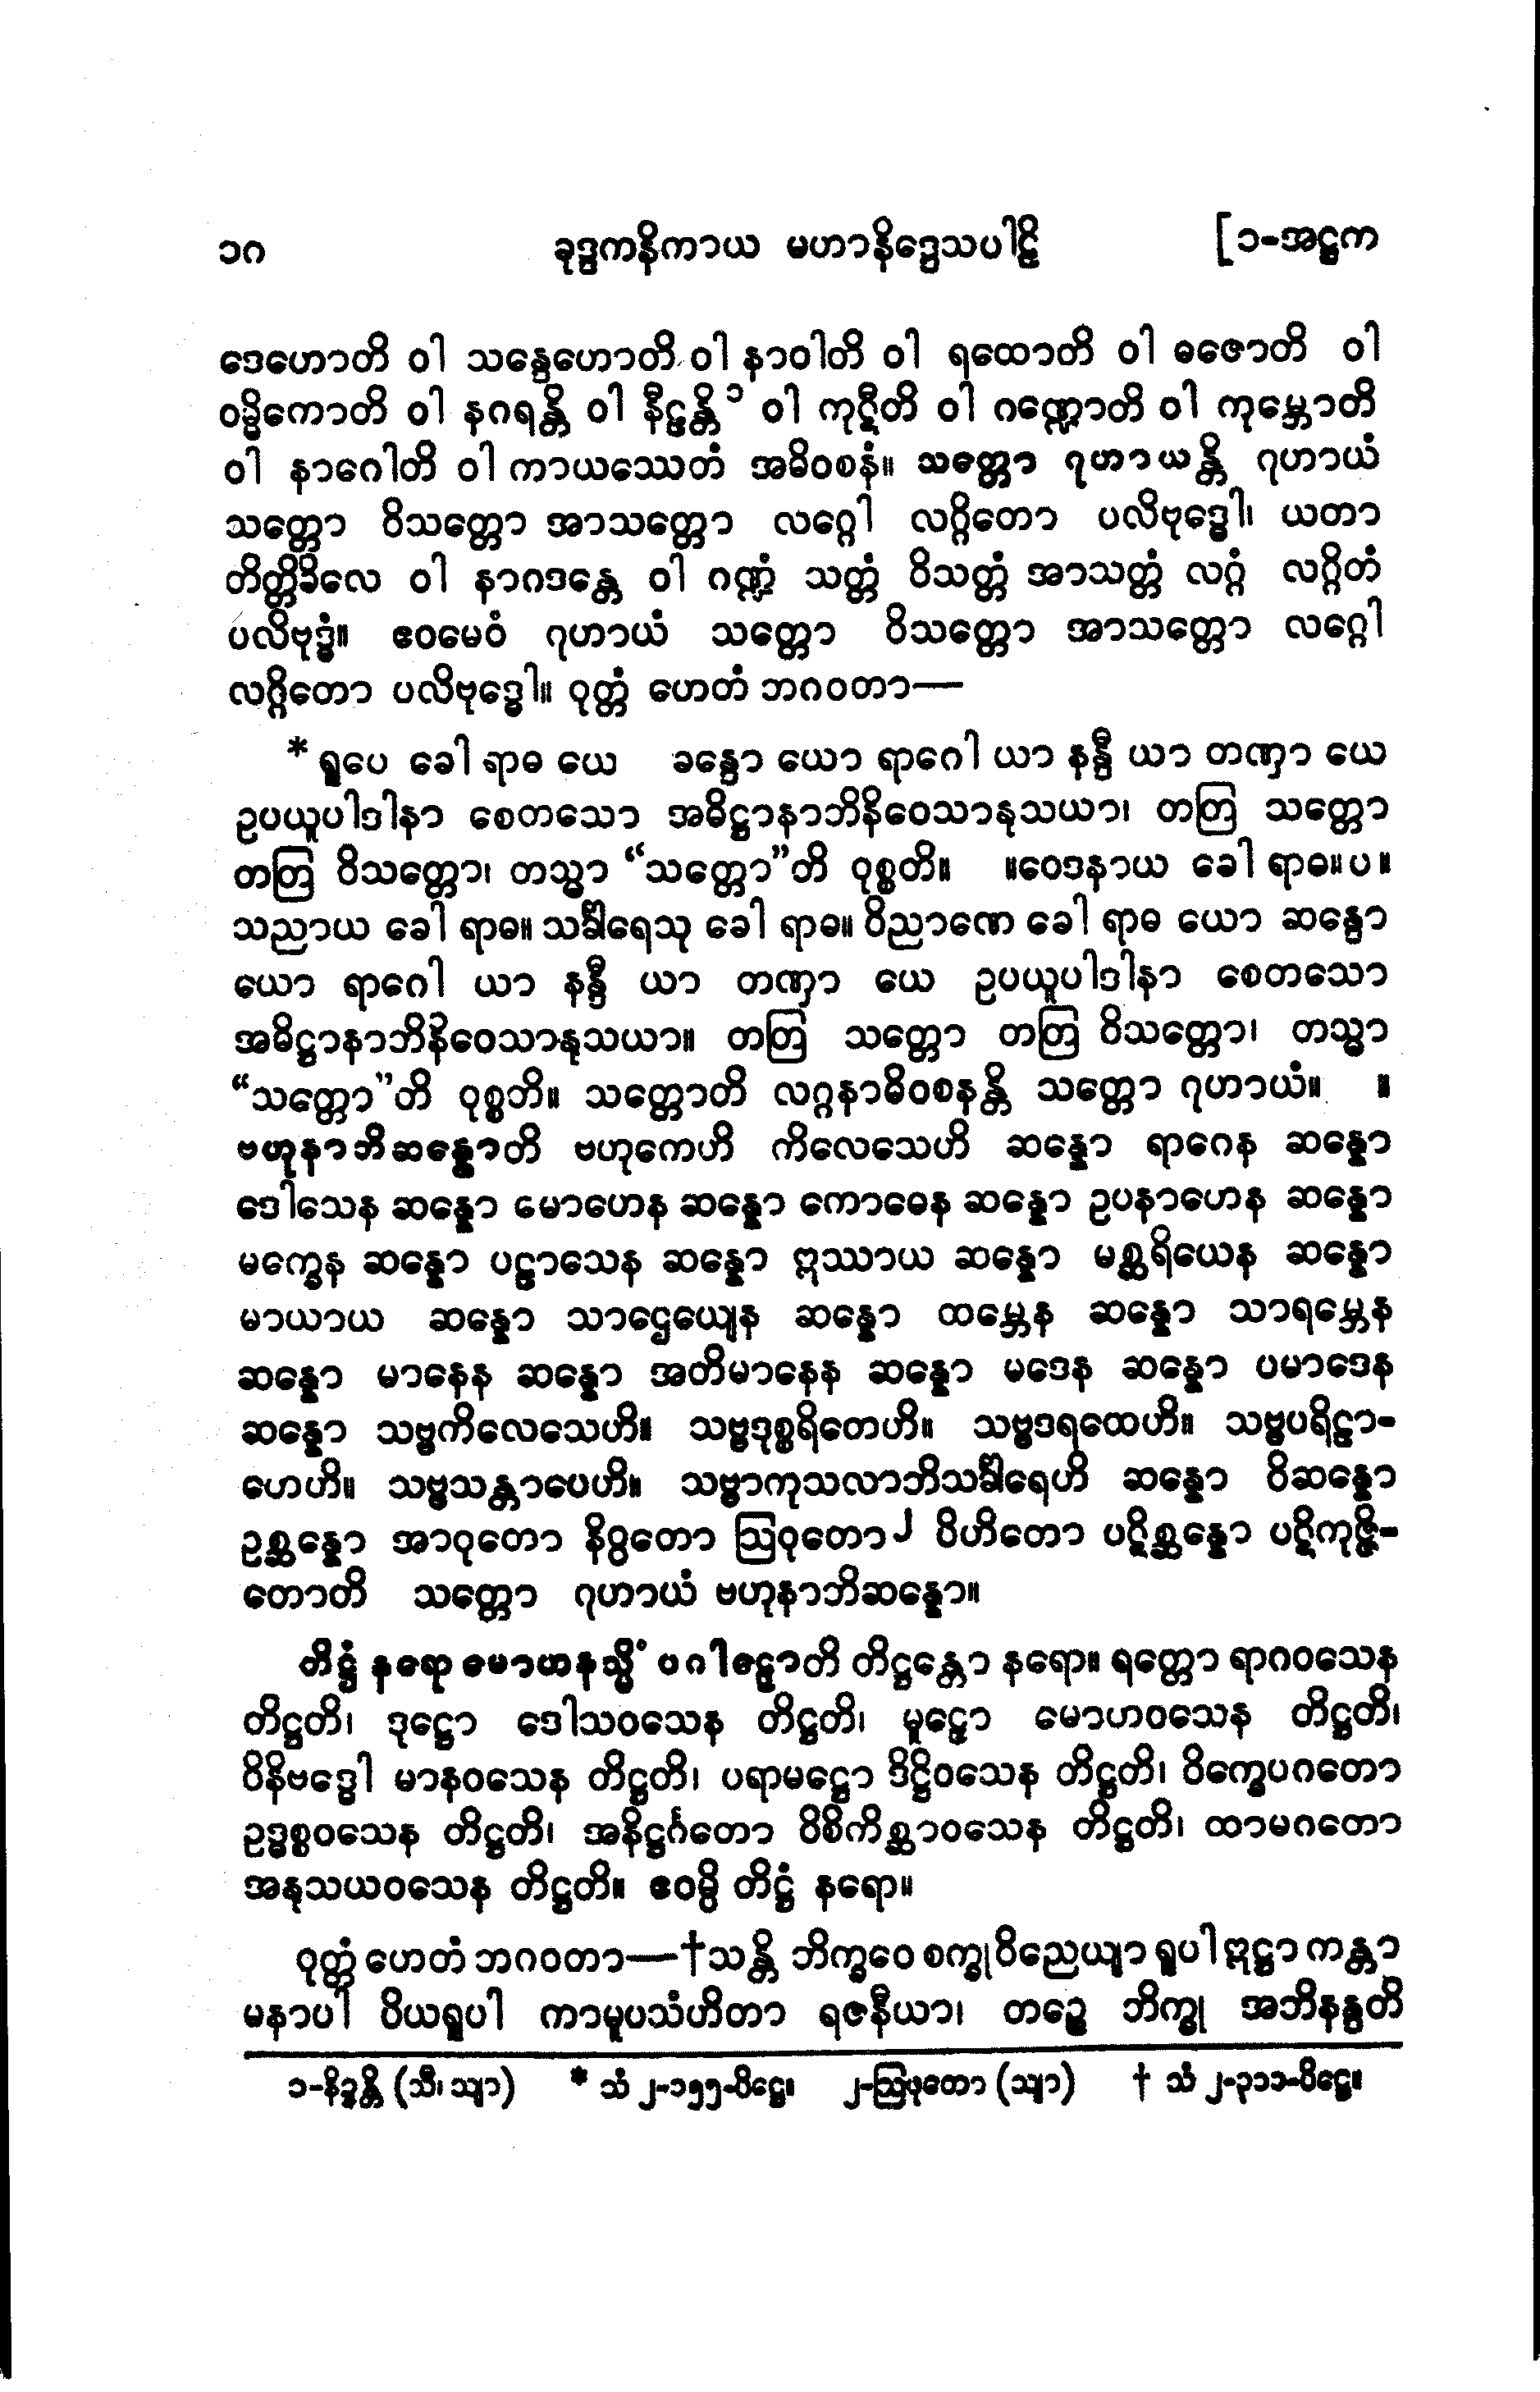 ၁ဂ ခုဒ္ဒကနိကာယ မဟာနိဒ္ဒေသပါဠိ [၁-အဋ္ဌက
ဒေဟောတိ ဝါ သန္ဒေဟောတိ ဝါ နာဝါတိ ဝါ ရထောတိ ဝါ ဓဇောတိ ဝါ
ဝမ္မိကောတိ ဝါ နဂရန္တိ ဝါ နီဠန္တိ ၁ ဝါ ကုဋီတိ ဝါ ဂဏ္ဍောတိ ဝါ ကုမ္ဘောတိ
ဝါ နာဂေါတိ ဝါ ကာယဿေတံ အဓိဝစနံ။ သတ္တော ဂုဟာယန္တိ ဂုဟာယံ
သတ္တော ဝိသတ္တော အာသတ္တော လဂ္ဂေါ လဂ္ဂိတော ပလိဗုဒ္ဓေါ၊ ယတာ
တိတ္တိခိလေ ဝါ နာဂဒန္တေ ဝါ ဂဏ္ဍံ သတ္တံ ဝိသတ္တံ အာသတ္တံ လဂ္ဂံ လဂ္ဂိတံ
ပလိဗုဒ္ဓံ။ ဧဝမေဝံ ဂုဟာယံ သတ္တော ဝိသတ္တော အာသတ္တော လဂ္ဂေါ
လဂ္ဂိတော ပလိဗုဒ္ဓေါ။ ဝုတ္တံ ဟေတံ ဘဂဝတာ—
* ရူပေ ခေါ ရာဓ ယေ ခန္ဒော ယော ရာဂေါ ယာ နန္ဒီ ယာ တဏှာ ယေ
ဥပယူပါဒါနာ စေတသော အဓိဋ္ဌာနာဘိနိဝေသာနုသယာ၊ တတြ သတ္တော
တတြ ဝိသတ္တော၊ တသ္မာ “သတ္တော”တိ ဝုစ္စတိ။ ။ဝေဒနာယ ခေါ ရာဓ။ပ။
သညာယ ခေါ ရာဓ။ သင်္ခါရေသု ခေါ ရာဓ။ ဝိညာဏေ ခေါ ရာဓ ယော ဆန္ဒော
ယော ရာဂေါ ယာ နန္ဒီ ယာ တဏှာ ယေ ဥပယူပါဒါနာ စေတသော
အဓိဋ္ဌာနာဘိနိဝေသာနုသယာ။ တတြ သတ္တော တတြ ဝိသတ္တော၊ တသ္မာ
“သတ္တော”တိ ဝုစ္စတိ။ သတ္တောတိ လဂ္ဂနာဓိဝစနန္တိ သတ္တော ဂုဟာယံ။ ။
ဗဟုနာဘိဆန္နောတိ ဗဟုကေဟိ ကိလေသေဟိ ဆန္နော ရာဂေန ဆန္နော
ဒေါသေန ဆန္နော မောဟေန ဆန္နော ကောဓေန ဆန္နော ဥပနာဟေန ဆန္နော
မက္ခေန ဆန္နော ပဠာသေန ဆန္နော ဣဿာယ ဆန္နော မစ္ဆရိယေန ဆန္နော
မာယာယ ဆန္နော သာဌေယျေန ဆန္နော ထမ္ဘေန ဆန္နော သာရမ္ဘေန
ဆန္နော မာနေန ဆန္နော အတိမာနေန ဆန္နော မဒေန ဆန္နော ပမာဒေန
ဆန္နော သဗ္ဗကိလေသေဟိ။ သဗ္ဗဒုစ္စရိတေဟိ။ သဗ္ဗဒရထေဟိ။ သဗ္ဗပရိဠာ-
ဟေဟိ။ သဗ္ဗသန္တာပေဟိ။ သဗ္ဗာကုသလာဘိသင်္ခါရေဟိ ဆန္နော ဝိဆန္နော
ဥစ္ဆန္နော အာဝုတော နိဝုတော ဩဝုတော၂ ပိဟိတော ပဋိစ္ဆန္နော ပဋိကုဇ္ဇိ-
တောတိ သတ္တော ဂုဟာယံ ဗဟုနာဘိဆန္နော။
တိဋ္ဌံ နရော မောဟနသ္မိံ ပဂါဠှောတိ တိဋ္ဌန္တော နရော။ ရတ္တော ရာဂဝသေန
တိဋ္ဌတိ၊ ဒုဋ္ဌော ဒေါသဝသေန တိဋ္ဌတိ၊ မူဠှော မောဟဝသေန တိဋ္ဌတိ၊
ဝိနိဗဒ္ဓေါ မာနဝသေန တိဋ္ဌတိ၊ ပရာမဋ္ဌော ဒိဋ္ဌိဝသေန တိဋ္ဌတိ၊ ဝိက္ခေပဂတော
ဥဒ္ဓစ္စဝသေန တိဋ္ဌတိ၊ အနိဋ္ဌင်္ဂတော ဝိစိကိစ္ဆာဝသေန တိဋ္ဌတိ၊ ထာမဂတော
အနုသယဝသေန တိဋ္ဌတိ။ ဧဝမ္ပိ တိဋ္ဌံ နရော။
ဝုတ္တံ ဟေတံ ဘဂဝတာ—†သန္တိ ဘိက္ခဝေ စက္ခုဝိညေယျာ ရူပါ ဣဋ္ဌာ ကန္တာ
မနာပါ ပိယရူပါ ကာမူပသံဟိတာ ရဇနီယာ၊ တဉ္စေ ဘိက္ခု အဘိနန္ဒတိ
၁-နိဍ္ဍန္တိ (သီ၊ သျာ) * သံ ၂-၁၅၅-ပိဋ္ဌေ။ ၂-ဩဖုတော (သျာ) † သံ ၂-၃၁၁-ပိဋ္ဌေ။